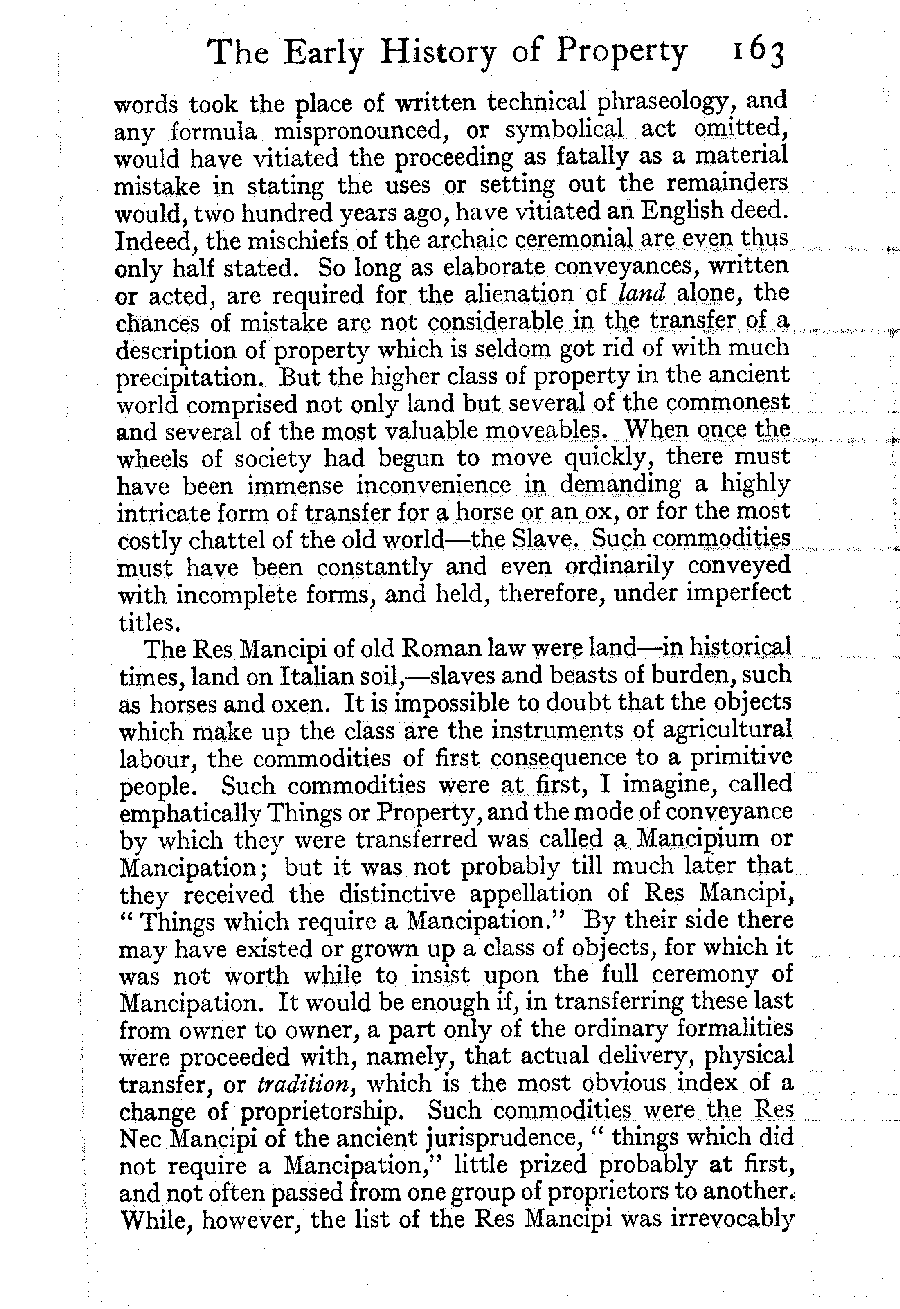 The Early History of Property 163
words took the place of written technical phraseology, and
any formula mispronounced, or symbolical act omitted,
would have vitiated the proceeding as fatally as a material
mistake in stating the uses or setting out the remainders
would, two hundred years ago, have vitiated an English deed.
Indeed, the mischiefs of the archaic ceremonial are even thus
only half stated. So long as elaborate conveyances, written
or acted, are required for the alienation of land alone, the
chances of mistake are not considerable in the transfer of a
description of property which is seldom got rid of with much
precipitation. But the higher class of property in the ancient
world comprised not only land but several of the commonest
and several of the most valuable moveables. When once the
wheels of society had begun to move quickly, there must
have been immense inconvenience in demanding a highly
intricate form of transfer for a horse or an ox, or for the most
costly chattel of the old world—the Slave. Such commodities
must have been constantly and even ordinarily conveyed
with incomplete forms, and held, therefore, under imperfect
titles.
The Res Mancipi of old Roman law were land—in historical
times, land on Italian soil,—slaves and beasts of burden, such
as horses and oxen. It is impossible to doubt that the objects
which make up the class are the instruments of agricultural
labour, the commodities of first consequence to a primitive
people. Such commodities were at first, I imagine, called
emphatically Things or Property, and the mode of conveyance
by which they were transferred was called a Mancipium or
Mancipation; but it was not probably till much later that
they received the distinctive appellation of Res Mancipi,
“ Things which require a Mancipation.” By their side there
may have existed or grown up a class of objects, for which it
was not worth while to insist upon the full ceremony of
Mancipation. It would be enough if, in transferring these last
from owner to owner, a part only of the ordinary formalities
were proceeded with, namely, that actual delivery, physical
transfer, or tradition, which is the most obvious index of a
change of proprietorship. Such commodities were the Res
Nec Mancipi of the ancient jurisprudence, “ things which did
not require a Mancipation,” little prized probably at first,
and not often passed from one group of proprietors to another.
While, however, the list of the Res Mancipi was irrevocably